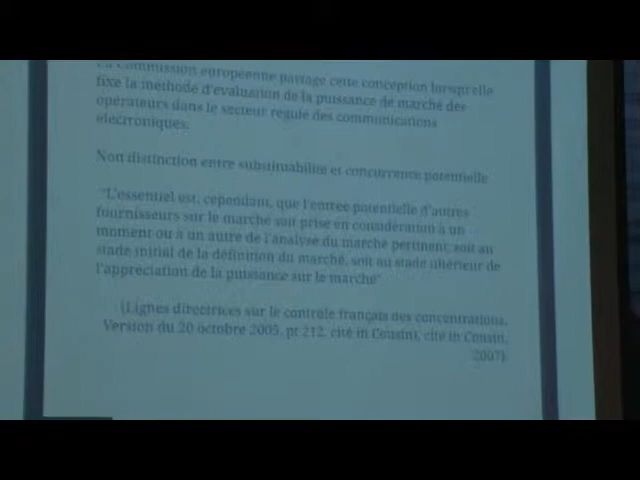 La Commission européenne partage cette conception lorsqu'elle
fixe la méthode d'évaluation de la puissance de marché des
opérateurs dans le secteur régulé des communications
électroniques.
Non distinction entre substituabilité et concurrence potentielle
"L'essentiel est, cependant, que l'entrée potentielle d'autres
fournisseurs sur le marché soit prise en considération à un
moment ou à un autre de l'analyse du marché pertinent, soit au
stade initial de la définition du marché, soit au stade ultérieur de
l'appréciation de la puissance sur le marché"
(Lignes directrices sur le contrôle français des concentrations,
Version du 20 octobre 2005, pt 212, cité in Cousin), cité in Cousin,
2007)